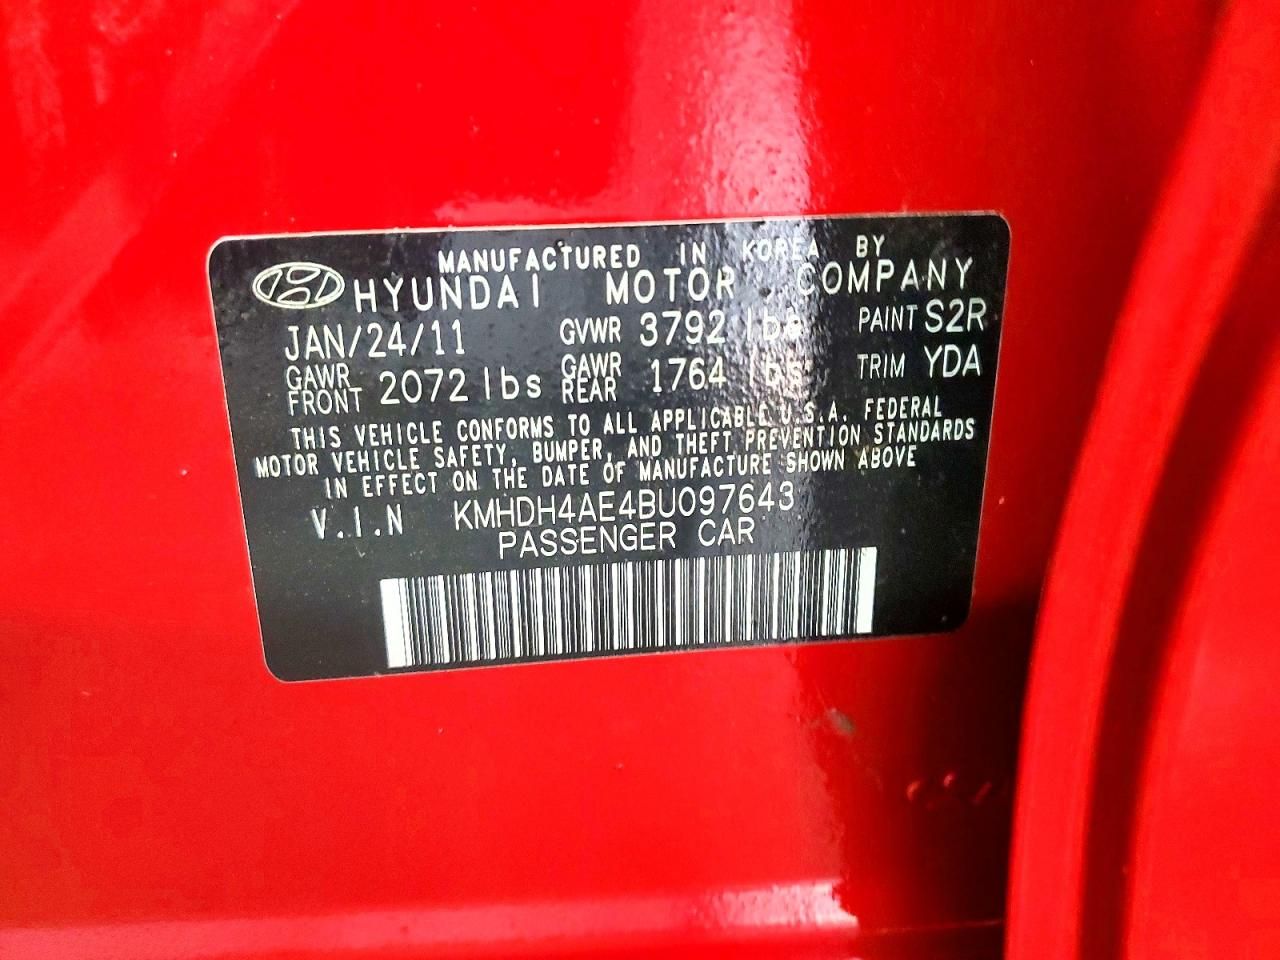 MANUFACTURED IN KOREA BY
HYUNDAI MOTOR COMPANY
JAN/24/11 GVWR 3792 lbs PAINT S2R
GAWR FRONT 2072 lbs GAWR REAR 1764 lbs TRIM YDA
THIS VEHICLE CONFORMS TO ALL APPLICABLE U.S.A. FEDERAL
MOTOR VEHICLE SAFETY, BUMPER, AND THEFT PREVENTION STANDARDS
IN EFFECT ON THE DATE OF MANUFACTURE SHOWN ABOVE
V.I.N KMHDH4AE4BU097643
PASSENGER CAR